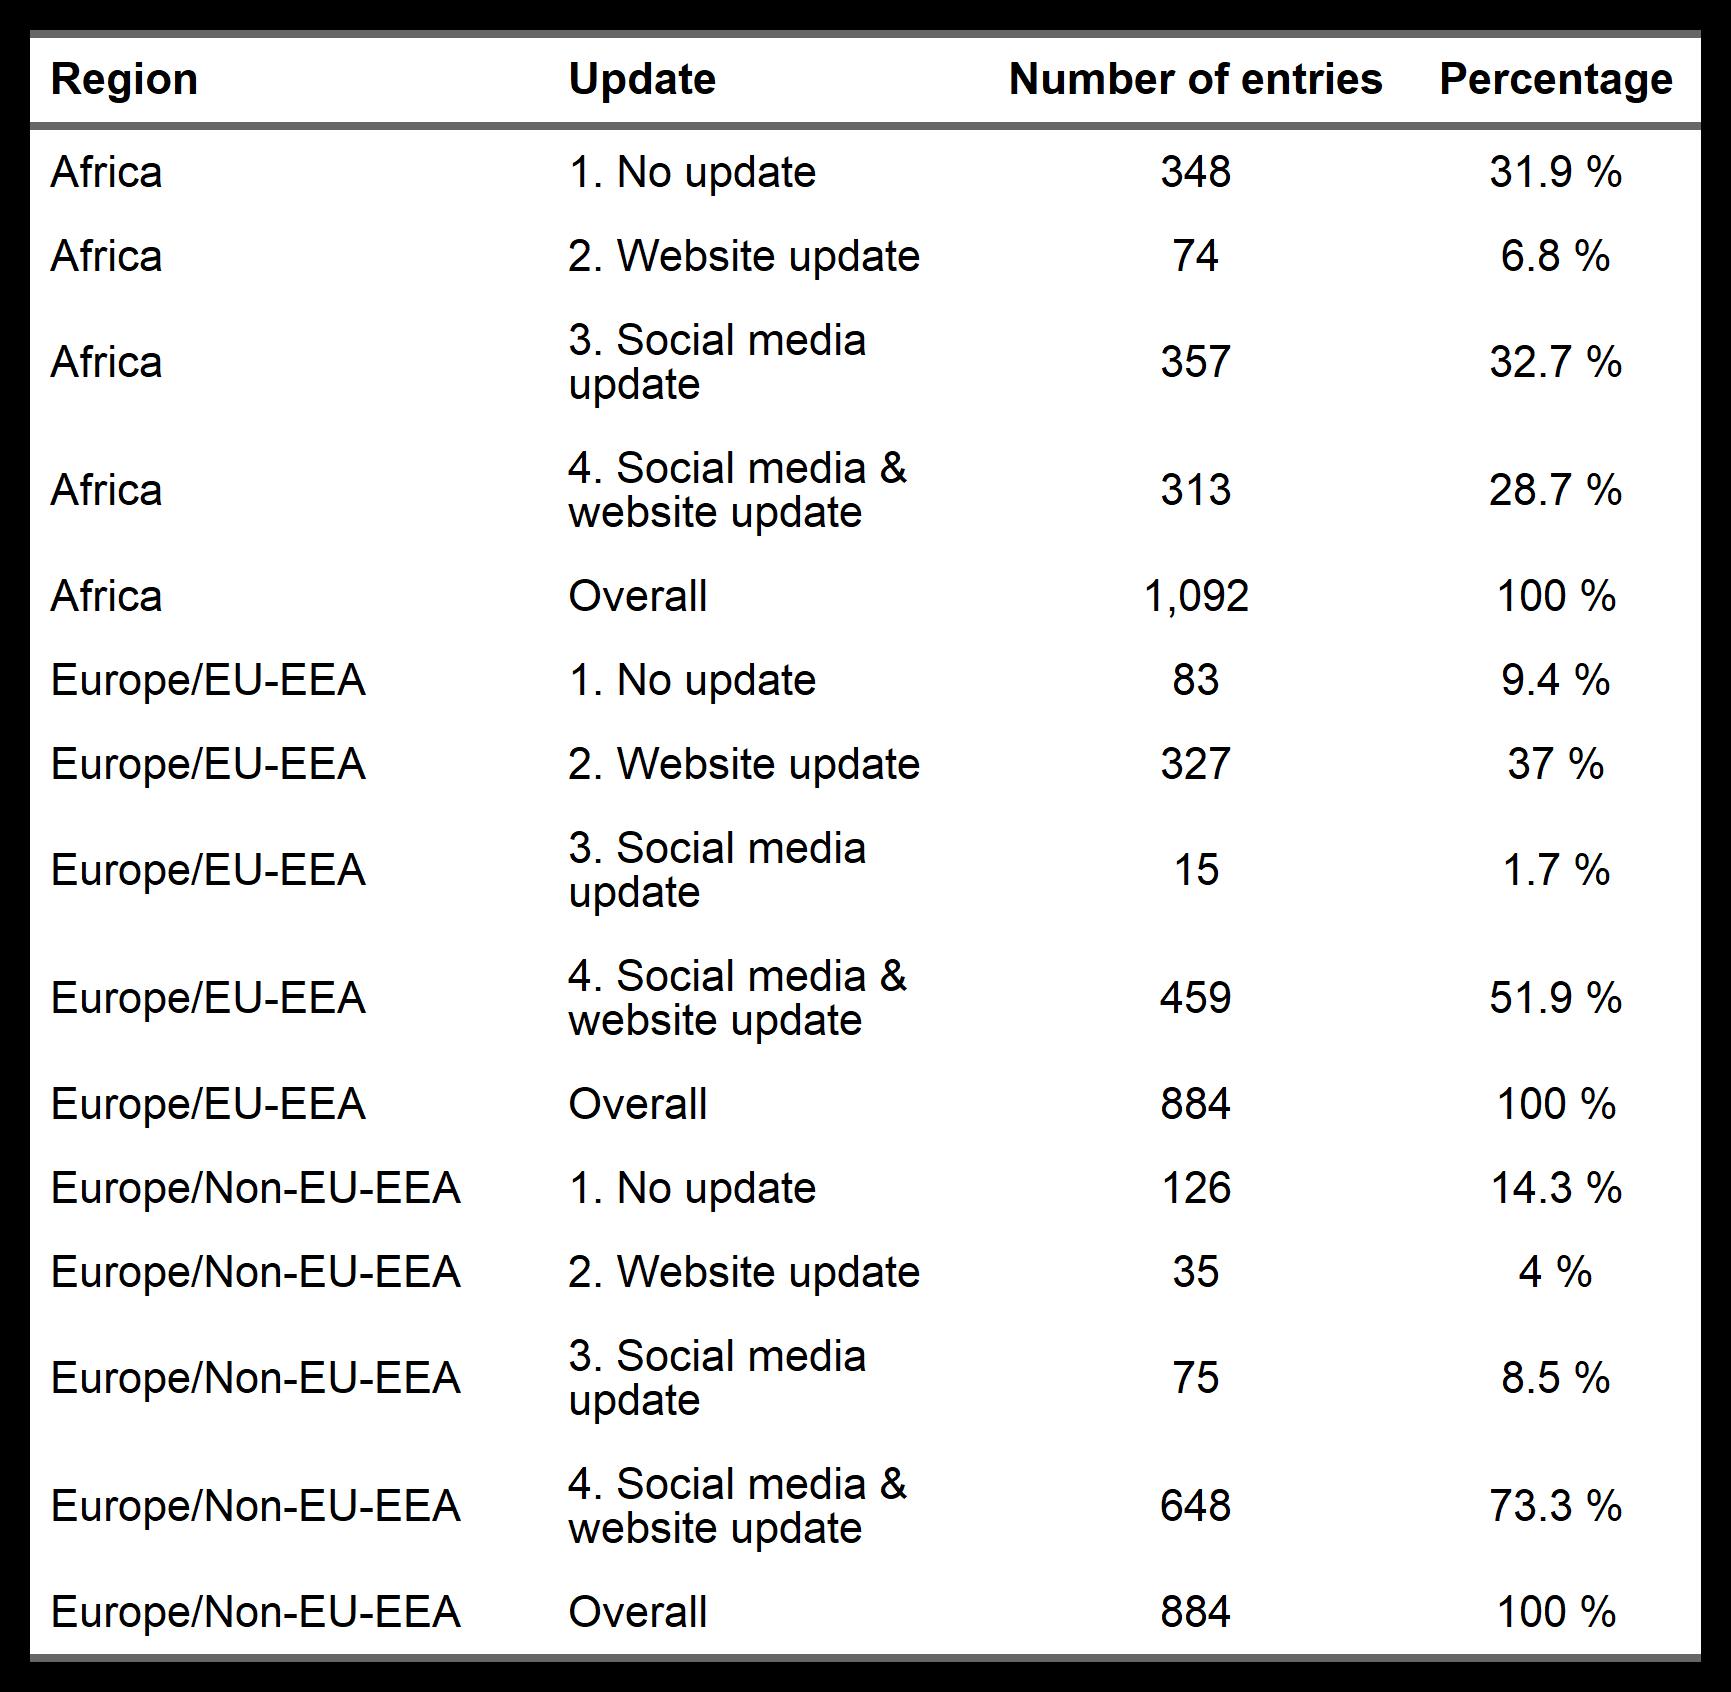 Region Update Number of entries Percentage
Africa 1. No update 348 31.9 %
Africa 2. Website update 74 6.8 %
Africa 3. Social media update 357 32.7 %
Africa 4. Social media & website update 313 28.7 %
Africa Overall 1,092 100 %
Europe/EU-EEA 1. No update 83 9.4 %
Europe/EU-EEA 2. Website update 327 37 %
Europe/EU-EEA 3. Social media update 15 1.7 %
Europe/EU-EEA 4. Social media & website update 459 51.9 %
Europe/EU-EEA Overall 884 100 %
Europe/Non-EU-EEA 1. No update 126 14.3 %
Europe/Non-EU-EEA 2. Website update 35 4 %
Europe/Non-EU-EEA 3. Social media update 75 8.5 %
Europe/Non-EU-EEA 4. Social media & website update 648 73.3 %
Europe/Non-EU-EEA Overall 884 100 %